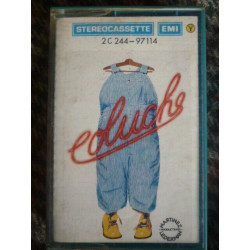 STEREOCASSETTE EMI
2C 244-97114
coluche